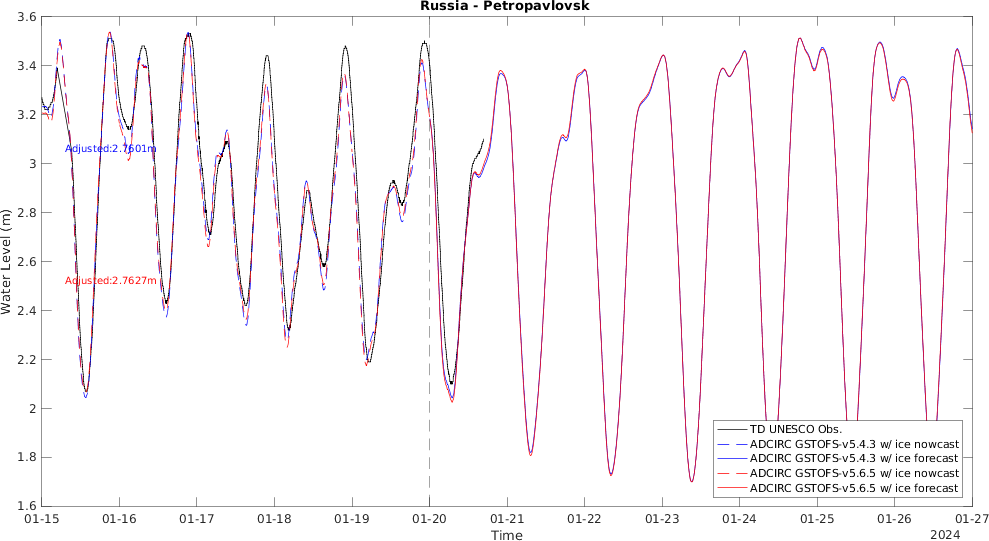 Russia - Petropavlovsk
3.6
3.4
3.2
3
2.8
2.6
2.4
2.2
2
1.8
1.6
Water Level (m)
Adjusted:2.7601m
Adjusted:2.7627m
TD UNESCO Obs.
ADCIRC GSTOFS-v5.4.3 w/ ice nowcast
ADCIRC GSTOFS-v5.4.3 w/ ice forecast
ADCIRC GSTOFS-v5.6.5 w/ ice nowcast
ADCIRC GSTOFS-v5.6.5 w/ ice forecast
01-15 01-16 01-17 01-18 01-19 01-20 01-21 01-22 01-23 01-24 01-25 01-26 01-27
Time
2024